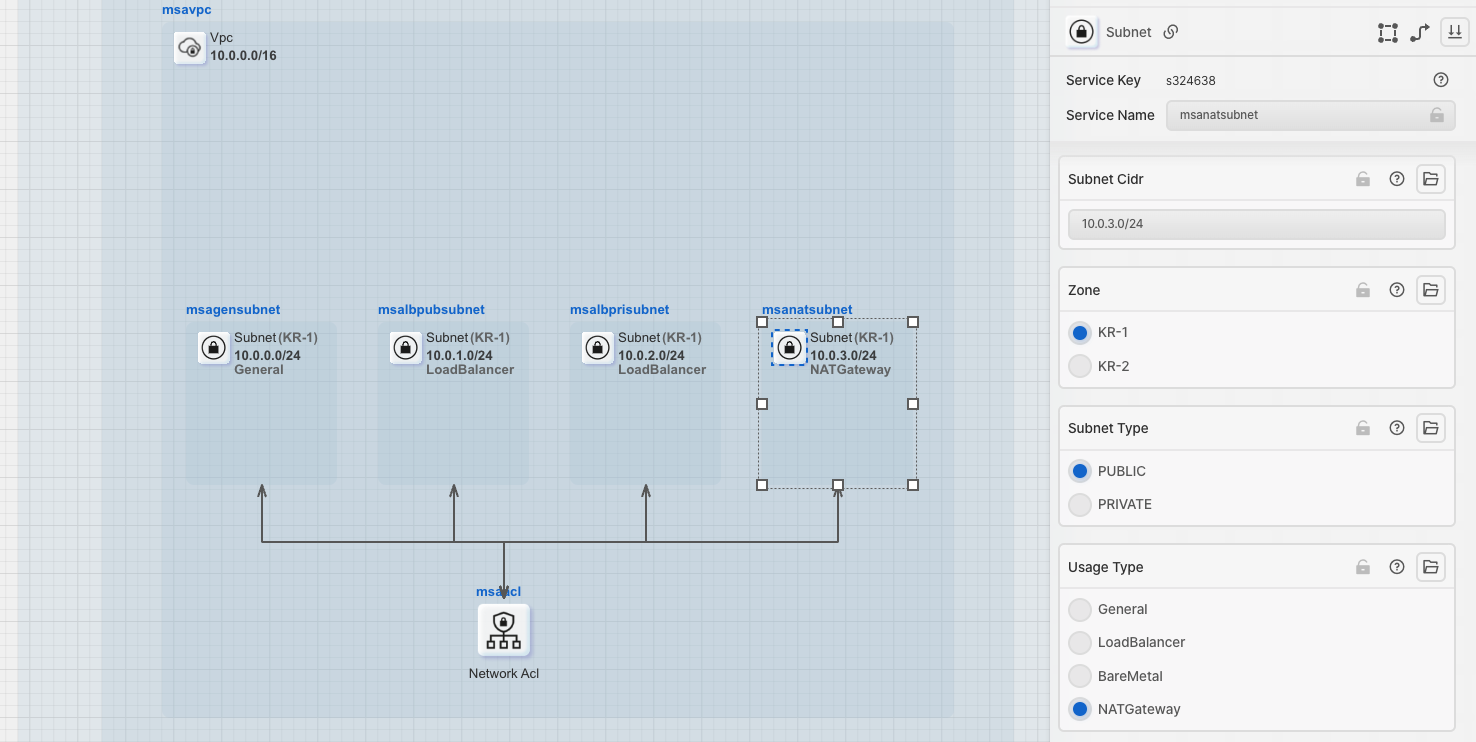 msavpc
Vpc
10.0.0.0/16
msagensubnet
Subnet (KR-1)
10.0.0.0/24
General
msalbpubsubnet
Subnet (KR-1)
10.0.1.0/24
LoadBalancer
msalbprisubnet
Subnet (KR-1)
10.0.2.0/24
LoadBalancer
msanatsubnet
Subnet (KR-1)
10.0.3.0/24
NATGateway
msaacl
Network Acl
Subnet
Service Key s324638
Service Name msanatsubnet
Subnet Cidr
10.0.3.0/24
Zone
KR-1
KR-2
Subnet Type
PUBLIC
PRIVATE
Usage Type
General
LoadBalancer
BareMetal
NATGateway